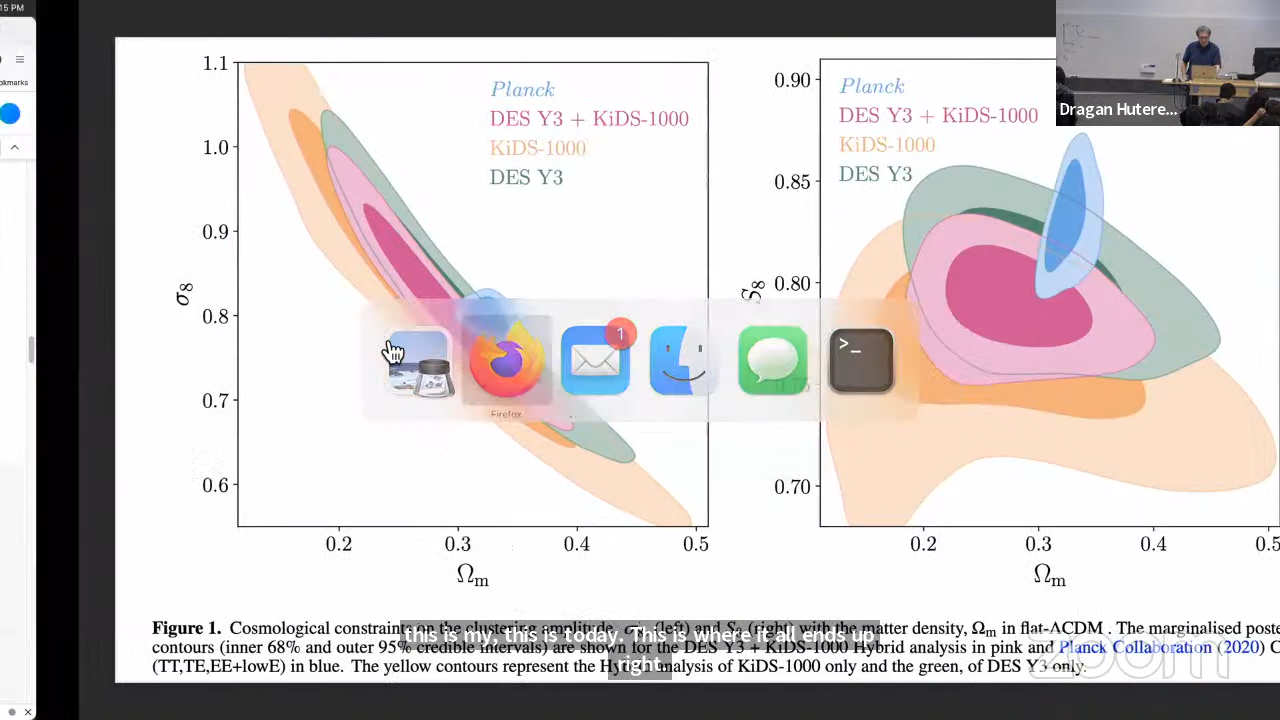 15 PM
okmarks
1.1
1.0
0.9
0.8
0.7
0.6
σ8
0.2
0.3
0.4
0.5
Ωm
Planck
DES Y3 + KiDS-1000
KiDS-1000
DES Y3
0.90
0.85
0.80
0.75
0.70
S8
0.2
0.3
0.4
0.5
Ωm
Planck
DES Y3 + KiDS-1000
KiDS-1000
DES Y3
Dragan Hutere...
1
>_
Firefox
Figure 1. Cosmological constraints on the clustering amplitude, (left) and S8 (right) with the matter density, Ωm in flat-ΛCDM . The marginalised poste
contours (inner 68% and outer 95% credible intervals) are shown for the DES Y3 + KiDS-1000 Hybrid analysis in pink and Planck Collaboration (2020) C
(TT,TE,EE+lowE) in blue. The yellow contours represent the Hy analysis of KiDS-1000 only and the green, of DES Y3 only.
this is my, this is today. This is where it all ends up
right.
zoom